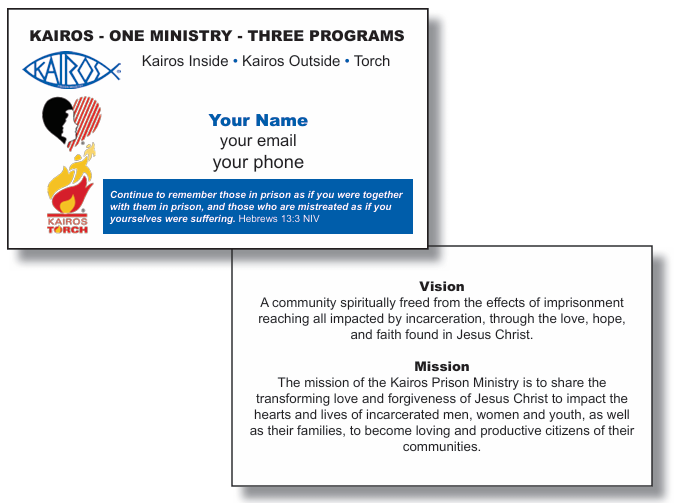 KAIROS - ONE MINISTRY - THREE PROGRAMS
Kairos Inside • Kairos Outside • Torch
KAIROS
Your Name
your email
your phone
KAIROS
TORCH
Continue to remember those in prison as if you were together
with them in prison, and those who are mistreated as if you
yourselves were suffering. Hebrews 13:3 NIV
Vision
A community spiritually freed from the effects of imprisonment
reaching all impacted by incarceration, through the love, hope,
and faith found in Jesus Christ.
Mission
The mission of the Kairos Prison Ministry is to share the
transforming love and forgiveness of Jesus Christ to impact the
hearts and lives of incarcerated men, women and youth, as well
as their families, to become loving and productive citizens of their
communities.